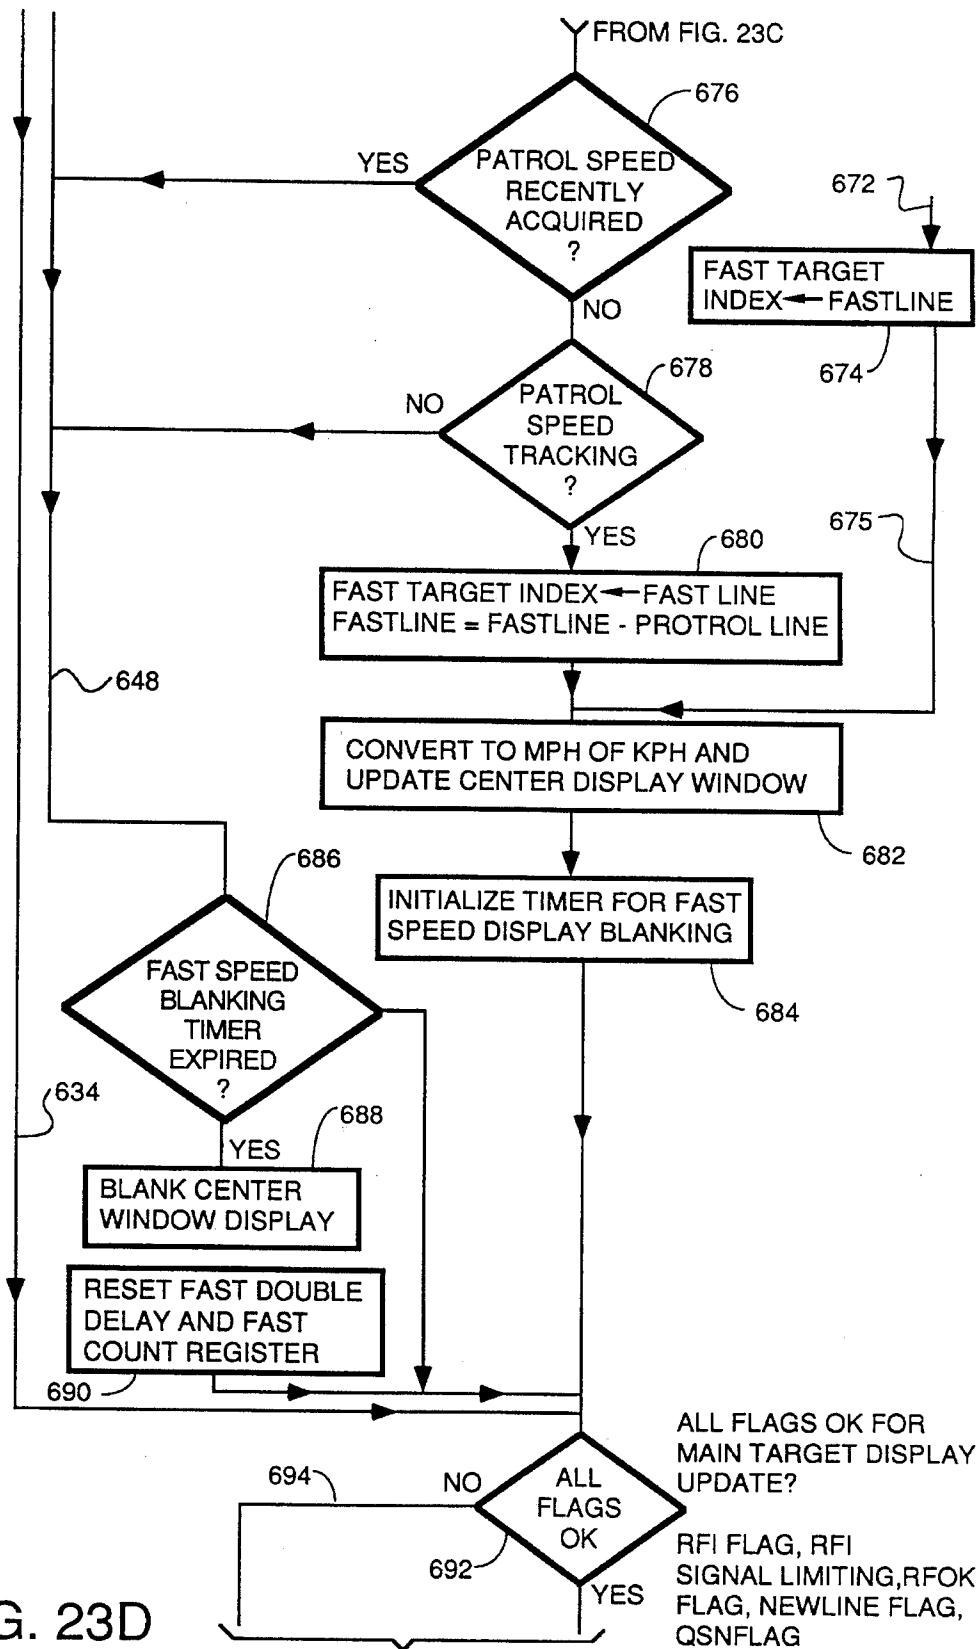 FROM FIG. 23C
676
PATROL SPEED
RECENTLY
ACQUIRED
?
YES
NO
672
FAST TARGET
INDEX←FASTLINE
674
678
PATROL
SPEED
TRACKING
?
NO
YES
675
680
FAST TARGET INDEX←FAST LINE
FASTLINE = FASTLINE - PROTROL LINE
648
CONVERT TO MPH OF KPH AND
UPDATE CENTER DISPLAY WINDOW
682
686
INITIALIZE TIMER FOR FAST
SPEED DISPLAY BLANKING
684
FAST SPEED
BLANKING
TIMER
EXPIRED
?
634
688
YES
BLANK CENTER
WINDOW DISPLAY
RESET FAST DOUBLE
DELAY AND FAST
COUNT REGISTER
690
694
NO
ALL
FLAGS
OK
692
YES
ALL FLAGS OK FOR
MAIN TARGET DISPLAY
UPDATE?
RFI FLAG, RFI
SIGNAL LIMITING,RFOK
FLAG, NEWLINE FLAG,
QSNFLAG
G. 23D